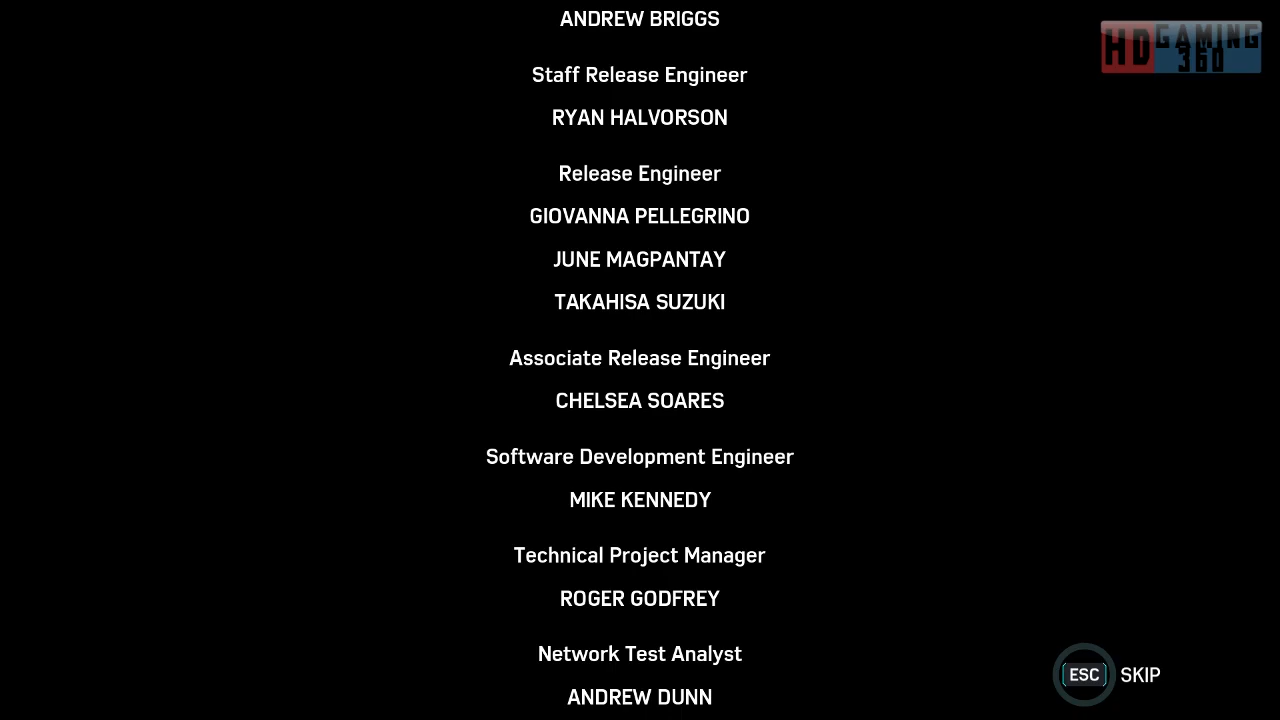 ANDREW BRIGGS
HD GAMING 360
Staff Release Engineer
RYAN HALVORSON
Release Engineer
GIOVANNA PELLEGRINO
JUNE MAGPANTAY
TAKAHISA SUZUKI
Associate Release Engineer
CHELSEA SOARES
Software Development Engineer
MIKE KENNEDY
Technical Project Manager
ROGER GODFREY
Network Test Analyst
ESC SKIP
ANDREW DUNN